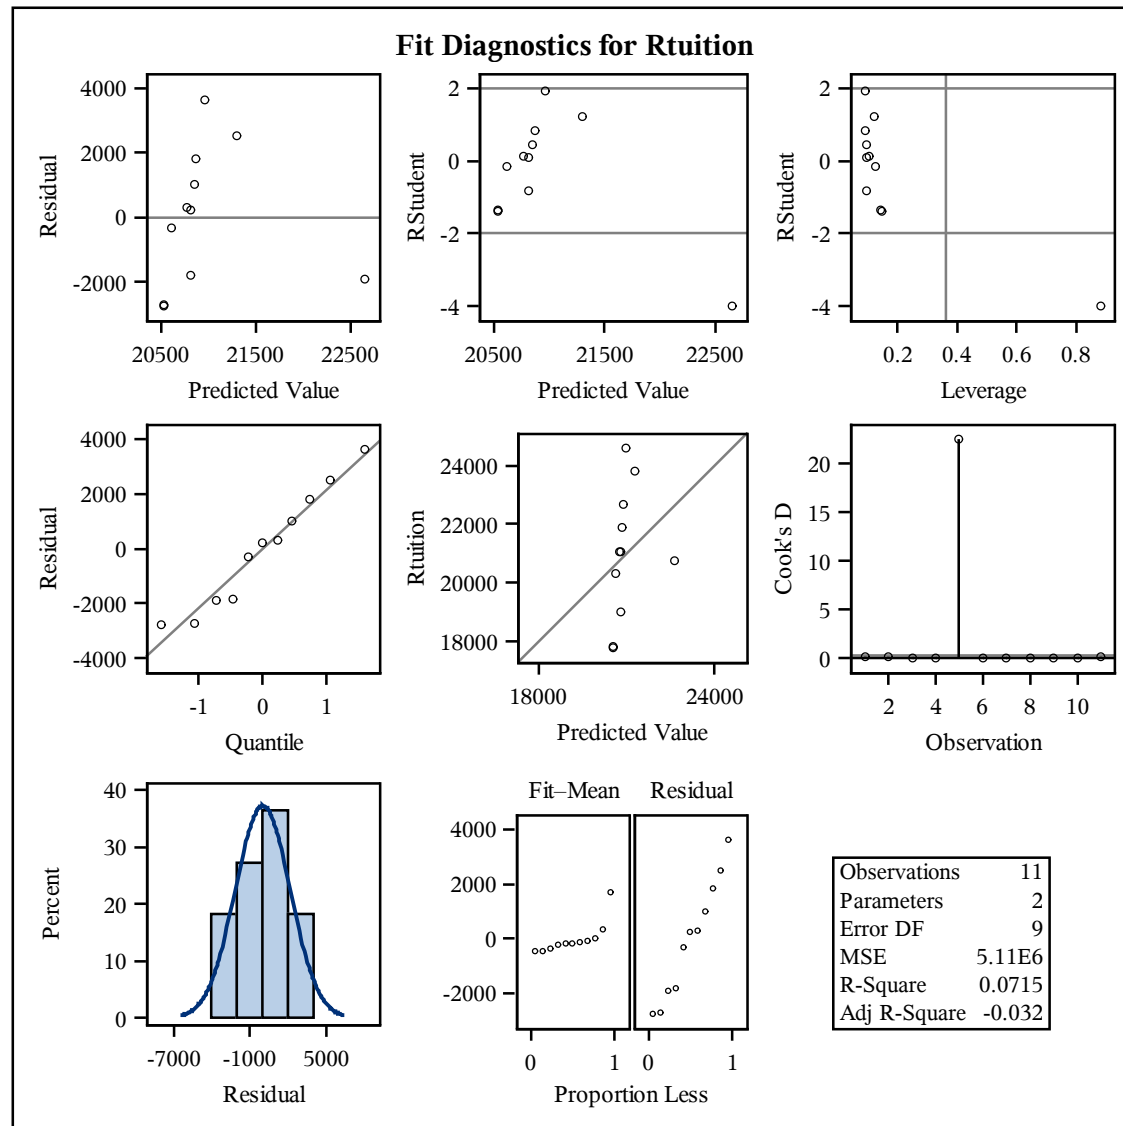 Fit Diagnostics for Rtuition
4000
2000
0
-2000
Residual
20500 21500 22500
Predicted Value
2
0
-2
-4
RStudent
20500 21500 22500
Predicted Value
2
0
-2
-4
RStudent
0.2 0.4 0.6 0.8
Leverage
4000
2000
0
-2000
-4000
Residual
-1 0 1
Quantile
24000
22000
20000
18000
Rtuition
18000 24000
Predicted Value
20
15
10
5
0
Cook's D
2 4 6 8 10
Observation
40
30
20
10
0
Percent
-7000 -1000 5000
Residual
Fit–Mean Residual
4000
2000
0
-2000
0 1 0 1
Proportion Less
Observations 11
Parameters 2
Error DF 9
MSE 5.11E6
R-Square 0.0715
Adj R-Square -0.032